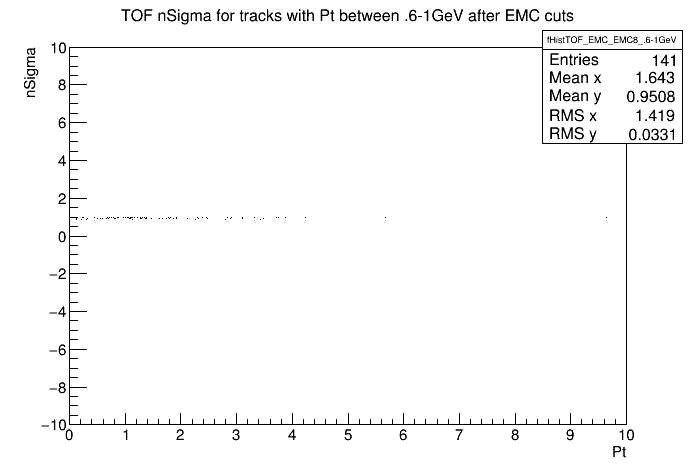 TOF nSigma for tracks with Pt between .6-1GeV after EMC cuts
fHistTOF_EMC_EMC8_.6-1GeV
Entries 141
Mean x 1.643
Mean y 0.9508
RMS x 1.419
RMS y 0.0331
nSigma
10
8
6
4
2
0
−2
−4
−6
−8
−10
0 1 2 3 4 5 6 7 8 9 10
Pt